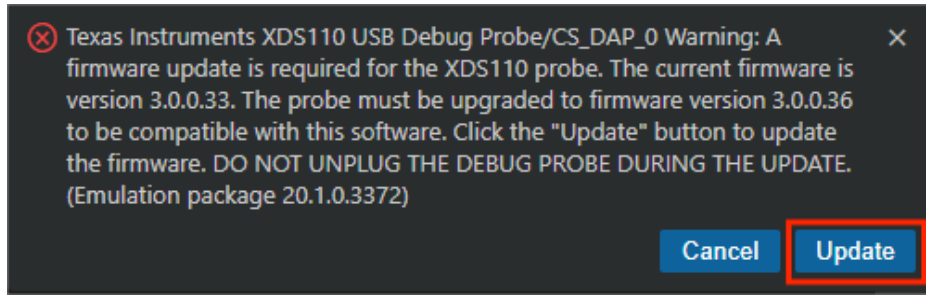 Texas Instruments XDS110 USB Debug Probe/CS_DAP_0 Warning: A
firmware update is required for the XDS110 probe. The current firmware is
version 3.0.0.33. The probe must be upgraded to firmware version 3.0.0.36
to be compatible with this software. Click the "Update" button to update
the firmware. DO NOT UNPLUG THE DEBUG PROBE DURING THE UPDATE.
(Emulation package 20.1.0.3372)
Cancel Update